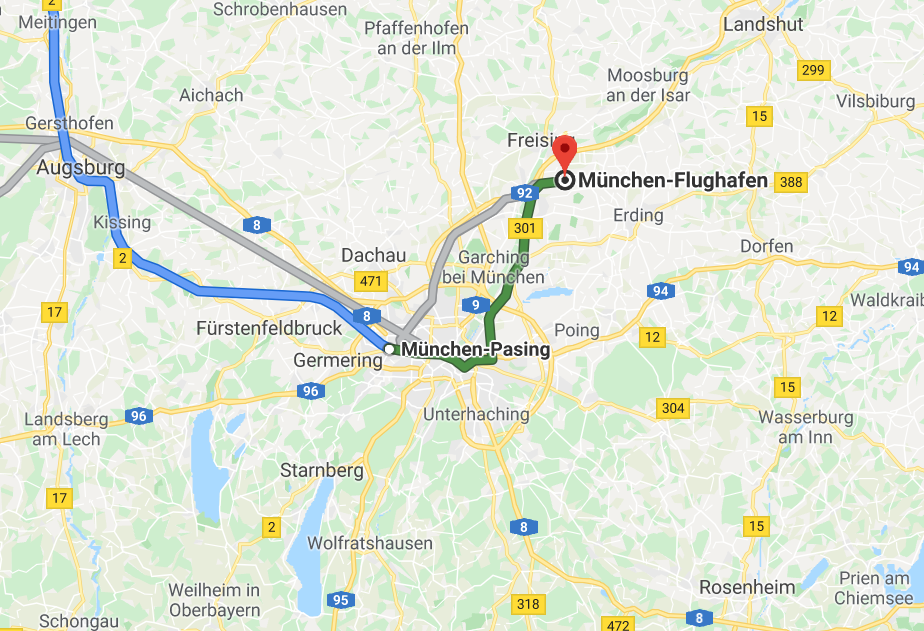 2
Meitingen
Schrobenhausen
Pfaffenhofen
an der Ilm
Landshut
299
Moosburg
an der Isar
Aichach
Vilsbiburg
15
Gersthofen
Freising
Augsburg
München-Flughafen
388
92
Kissing
8
301
Erding
2
Dachau
Garching
bei München
Dorfen
471
94
94
9
17
8
Waldkraib
12
Fürstenfeldbruck
Poing
12
Germering
München-Pasing
96
15
96
304
Landsberg
am Lech
Unterhaching
Wasserburg
am Inn
Starnberg
17
2
8
15
Wolfratshausen
Weilheim in
Oberbayern
95
318
Rosenheim
Prien am
Chiemsee
Schongau
472
8